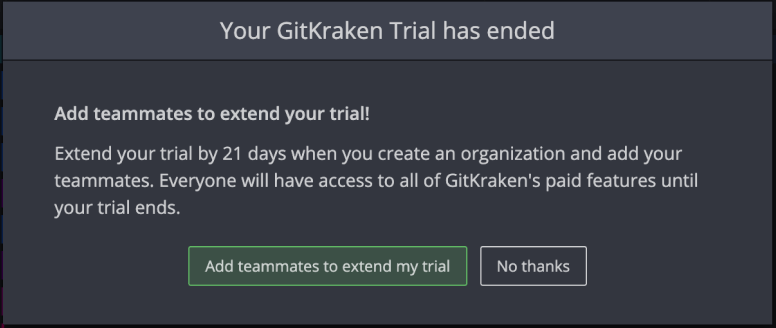 Your GitKraken Trial has ended
Add teammates to extend your trial!
Extend your trial by 21 days when you create an organization and add your
teammates. Everyone will have access to all of GitKraken's paid features until
your trial ends.
Add teammates to extend my trial
No thanks